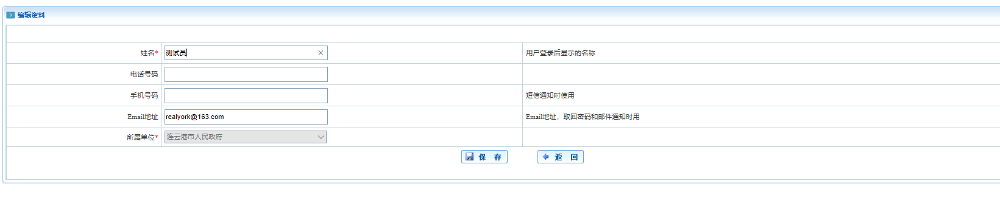 编辑资料
姓名* 测试员 用户登录后显示的名称
电话号码
手机号码 短信通知时使用
Email地址 realyork@163.com Email地址，取回密码和邮件通知时用
所属单位* 连云港市人民政府
保 存 返 回